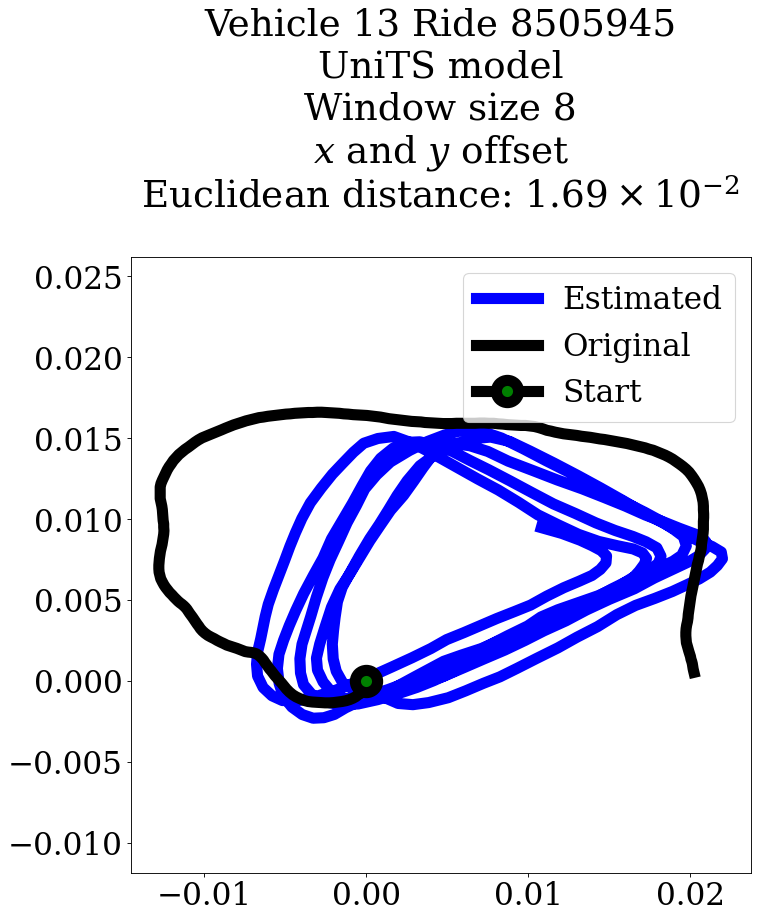 Vehicle 13 Ride 8505945
UniTS model
Window size 8
x and y offset
Euclidean distance: 1.69 × 10⁻²
Estimated
Original
Start
0.025
0.020
0.015
0.010
0.005
0.000
−0.005
−0.010
−0.01 0.00 0.01 0.02